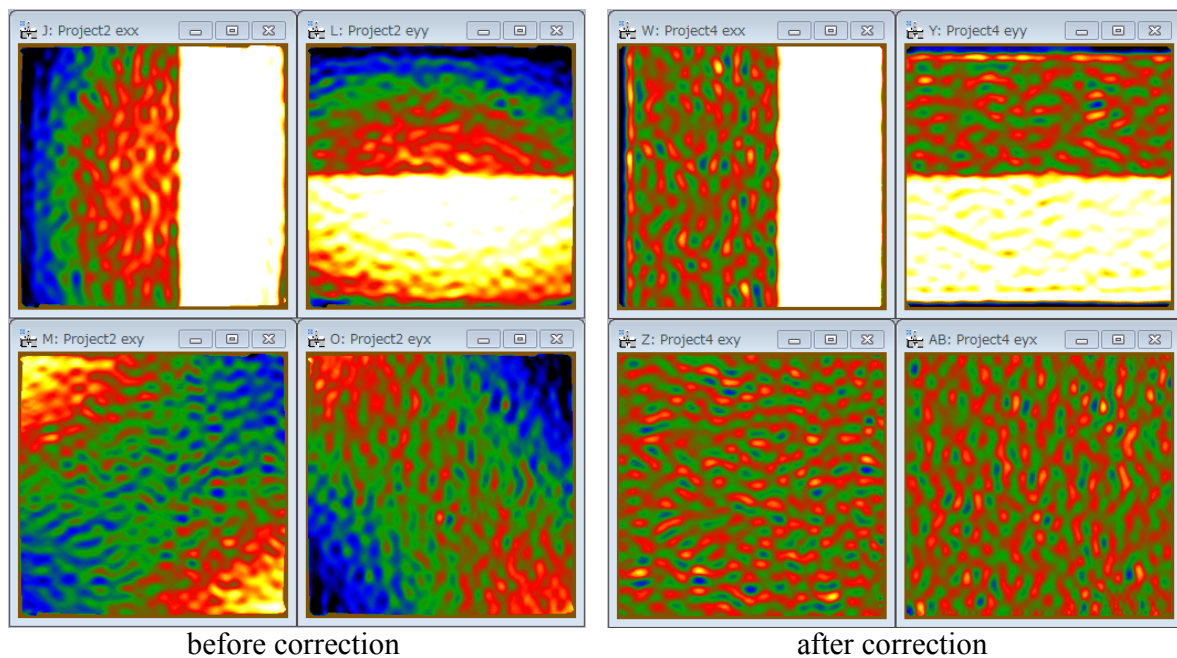 J: Project2 exx
L: Project2 eyy
W: Project4 exx
Y: Project4 eyy
M: Project2 exy
O: Project2 eyx
Z: Project4 exy
AB: Project4 eyx
before correction
after correction